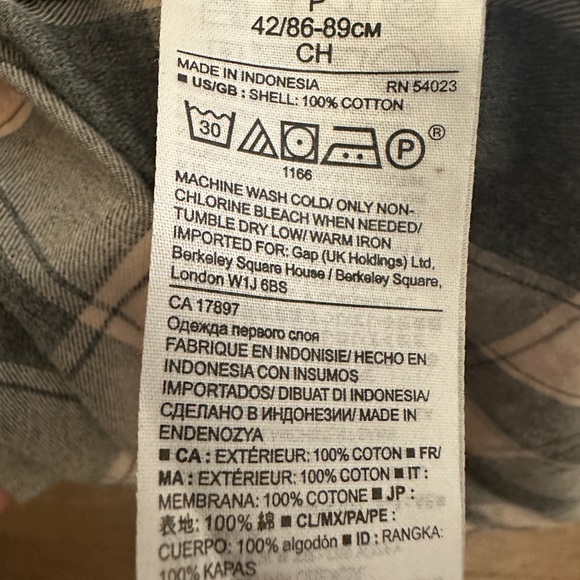 P
42/86-89CM
CH
MADE IN INDONESIA RN 54023
■ US/GB : SHELL: 100% COTTON
30 P ®
1166
MACHINE WASH COLD/ ONLY NON-
CHLORINE BLEACH WHEN NEEDED/
TUMBLE DRY LOW/ WARM IRON
IMPORTED FOR: Gap (UK Holdings) Ltd,
Berkeley Square House / Berkeley Square,
London W1J 6BS
CA 17897
Одежда первого слоя
FABRIQUE EN INDONISIE/ HECHO EN
INDONESIA CON INSUMOS
IMPORTADOS/ DIBUAT DI INDONESIA/
СДЕЛАНО В ИНДОНЕЗИИ/ MADE IN
ENDENOZYA
■ CA : EXTÉRIEUR: 100% COTON ■ FR/
MA : EXTÉRIEUR: 100% COTON ■ IT :
MEMBRANA: 100% COTONE ■ JP :
表地: 100% 綿 ■ CL/MX/PA/PE :
CUERPO: 100% algodón ■ ID : RANGKA:
100% KAPAS